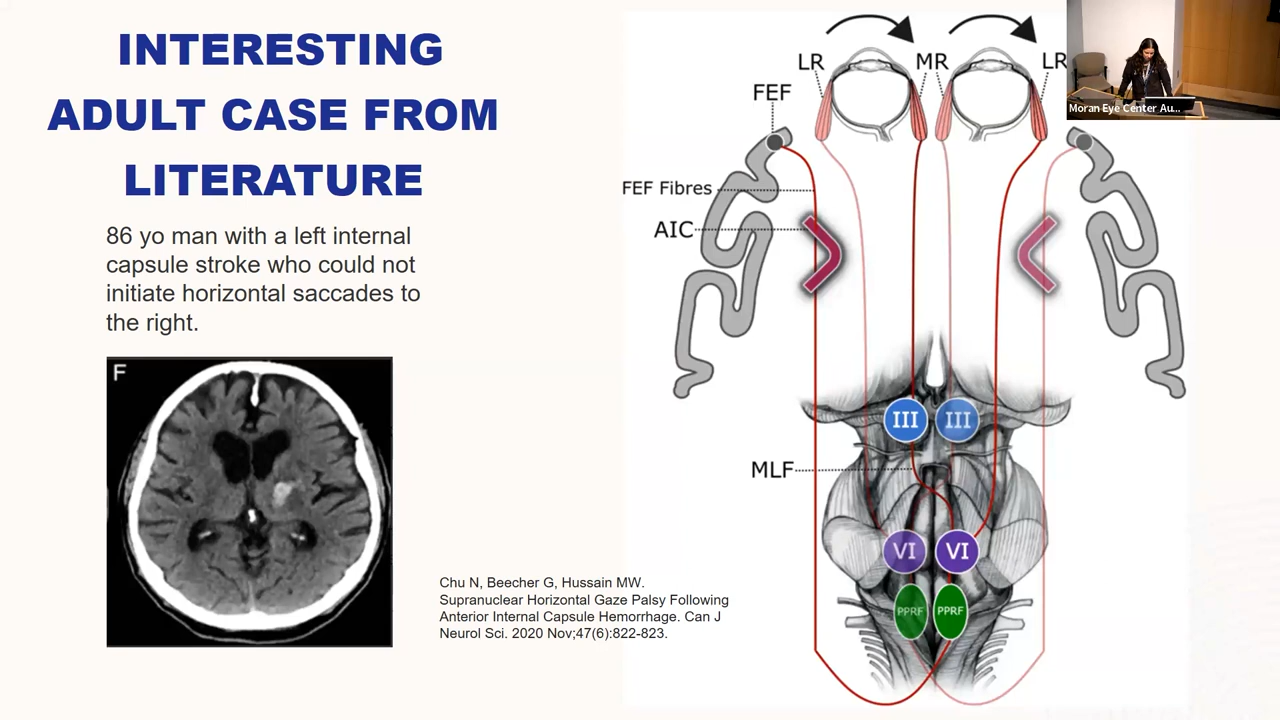 INTERESTING
ADULT CASE FROM
LITERATURE
86 yo man with a left internal
capsule stroke who could not
initiate horizontal saccades to
the right.
F
Chu N, Beecher G, Hussain MW.
Supranuclear Horizontal Gaze Palsy Following
Anterior Internal Capsule Hemorrhage. Can J
Neurol Sci. 2020 Nov;47(6):822-823.
LR
MR
LR
FEF
FEF Fibres
AIC
III
III
MLF
VI
VI
PPRF
PPRF
Moran Eye Center Au...